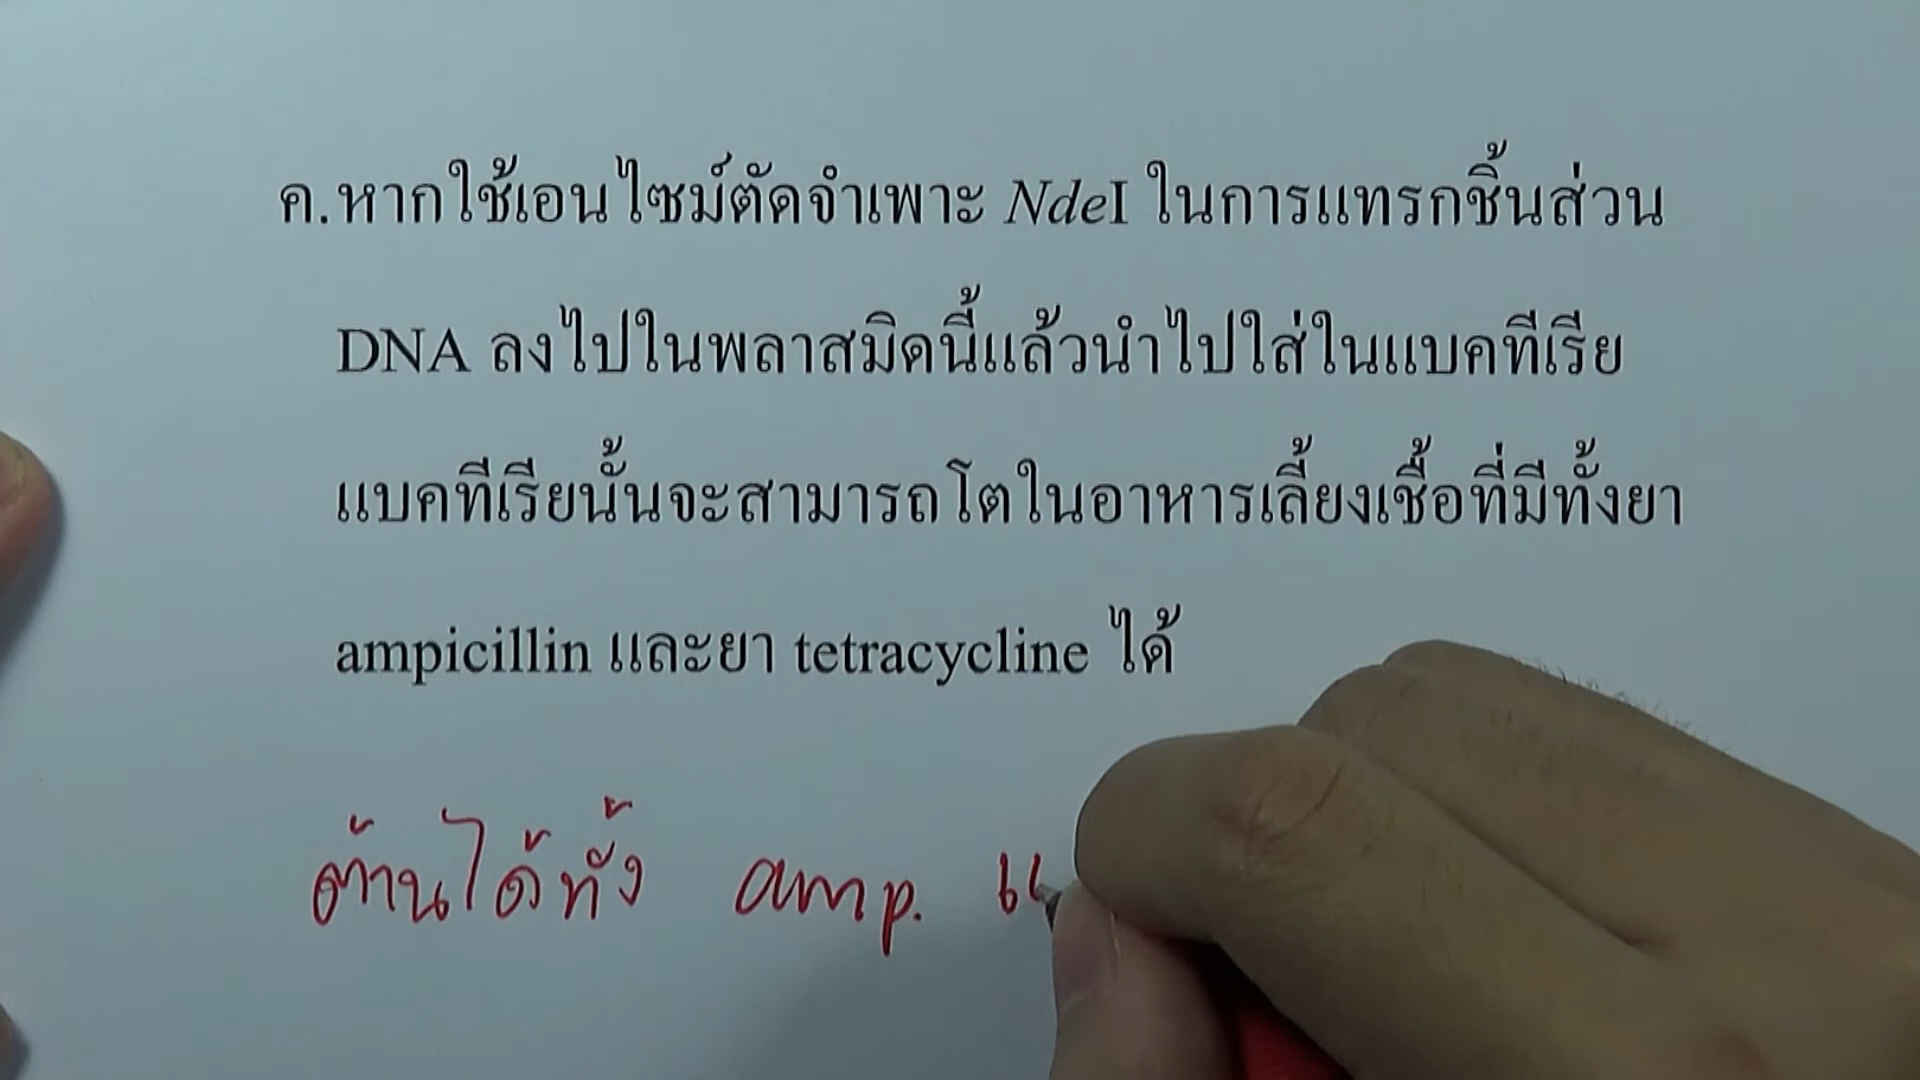 ค.หากใช้เอนไซม์ตัดจำเพาะ NdeI ในการแทรกชิ้นส่วน
DNA ลงไปในพลาสมิดนี้แล้วนำไปใส่ในแบคทีเรีย
แบคทีเรียนั้นจะสามารถโตในอาหารเลี้ยงเชื้อที่มีทั้งยา
ampicillin และยา tetracycline ได้
ต้านได้ทั้ง amp. แ